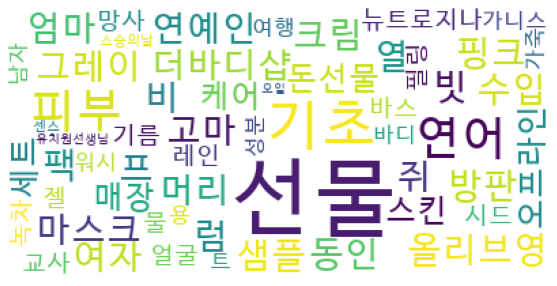 엄마 망사 스승의날 연예인 여행 크림 뉴트로지나 가니스
남자 그레이 더바디샵 돈선물 열 필링 핑크 가죽
피부 비 케어 기초 바스 빗 수입
센스 유치원선생님 기름 고마 오일 성분 바디 연어 오프라인
세트 팩 워시 프 레인 선물 쥐 방판
녹차 젤 매장 머리 스킨 시드
마스크 물 용 럼 샘플 동인 올리브영
교사 여자 얼굴 트